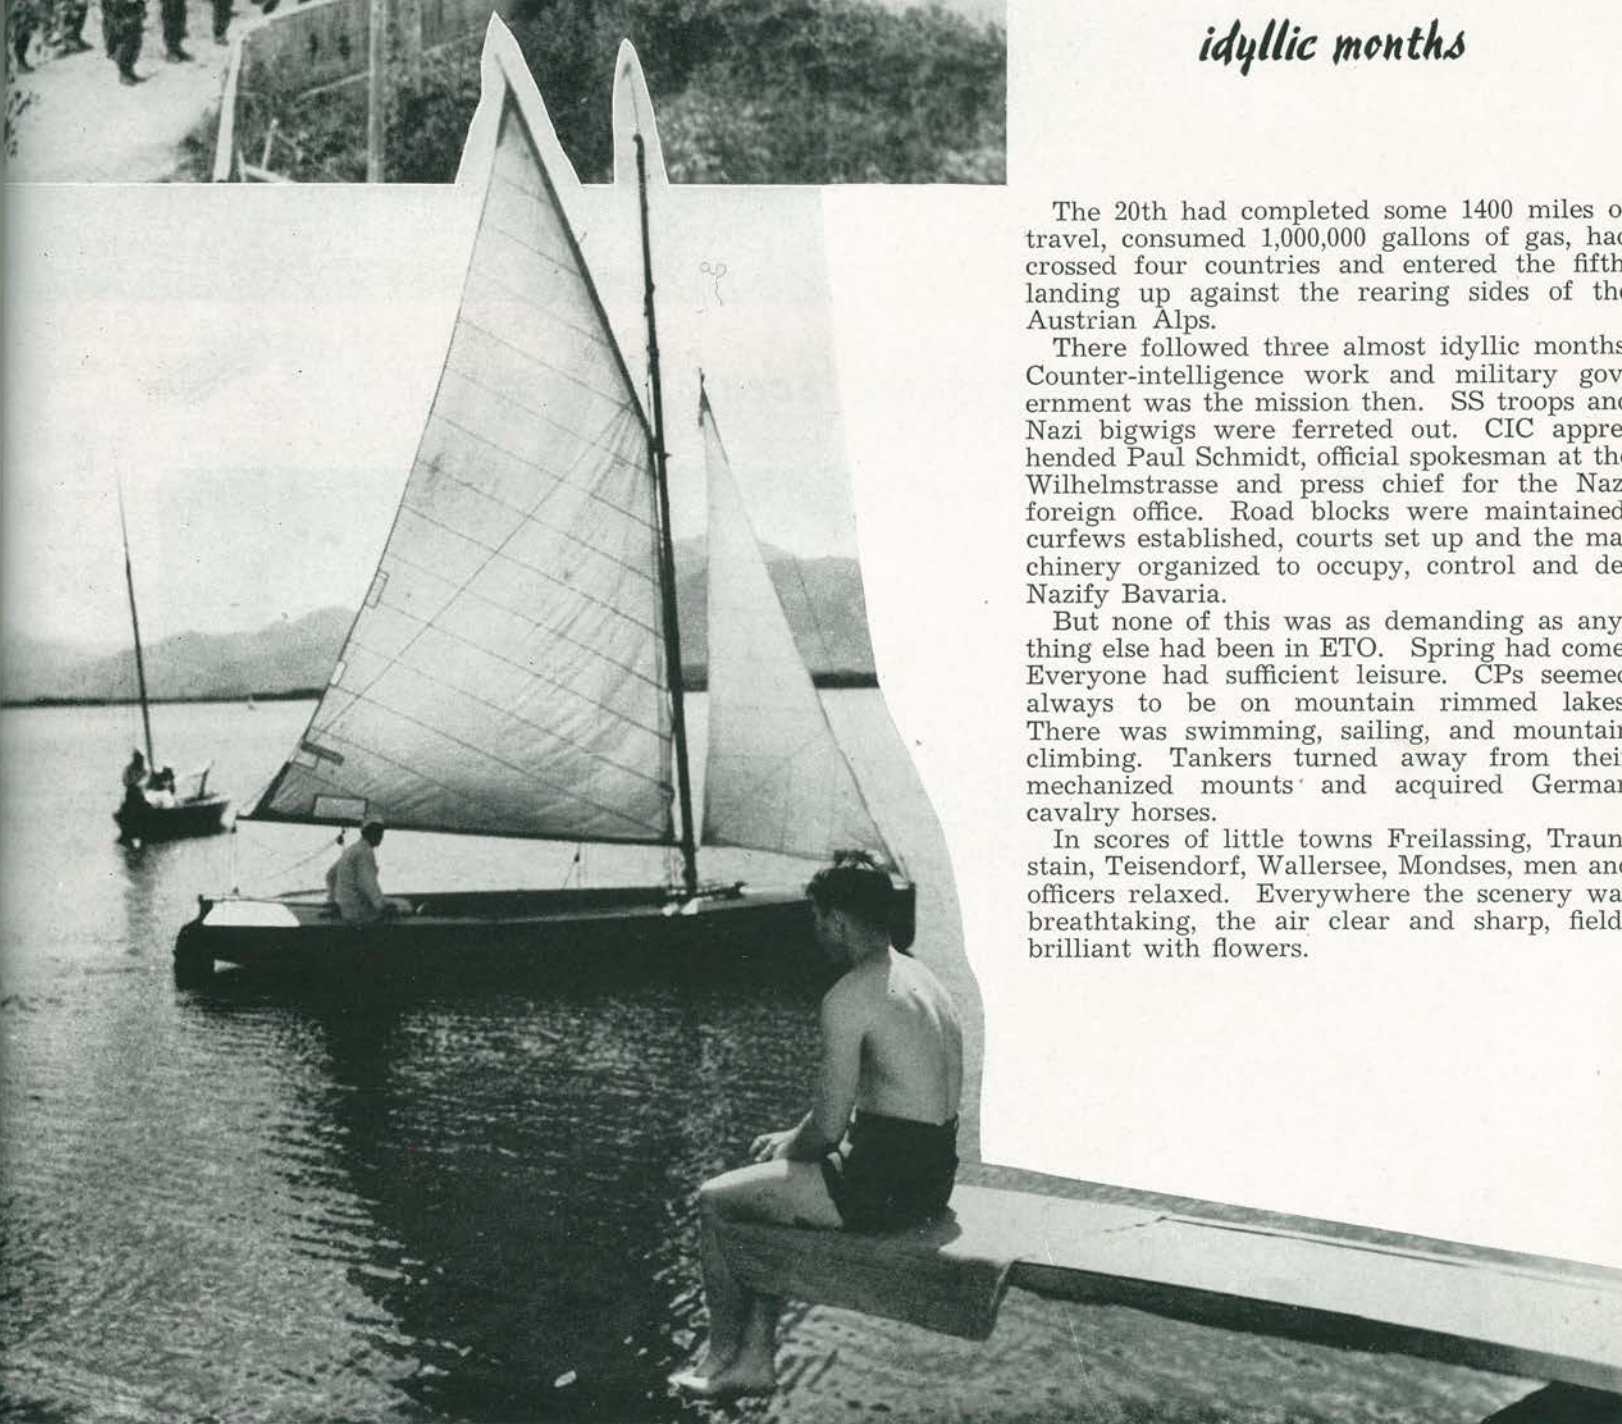 idyllic months
The 20th had completed some 1400 miles o
travel, consumed 1,000,000 gallons of gas, had
crossed four countries and entered the fifth
landing up against the rearing sides of the
Austrian Alps.
There followed three almost idyllic months
Counter-intelligence work and military gov
ernment was the mission then. SS troops and
Nazi bigwigs were ferreted out. CIC appre
hended Paul Schmidt, official spokesman at the
Wilhelmstrasse and press chief for the Naz
foreign office. Road blocks were maintained
curfews established, courts set up and the ma
chinery organized to occupy, control and de
Nazify Bavaria.
But none of this was as demanding as any
thing else had been in ETO. Spring had come
Everyone had sufficient leisure. CPs seemed
always to be on mountain rimmed lakes
There was swimming, sailing, and mountain
climbing. Tankers turned away from their
mechanized mounts and acquired German
cavalry horses.
In scores of little towns Freilassing, Traun
stain, Teisendorf, Wallersee, Mondses, men and
officers relaxed. Everywhere the scenery wa
breathtaking, the air clear and sharp, field
brilliant with flowers.